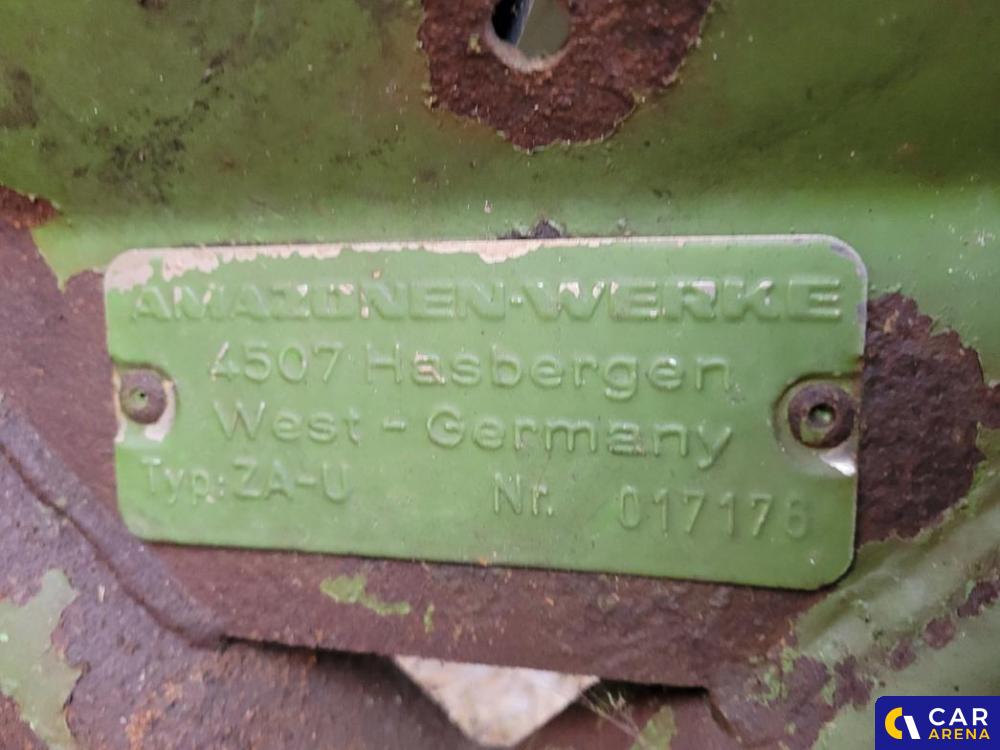 AMAZONEN-WERKE
4507 Hasbergen
West - Germany
Typ: ZA-U Nr. 017176
CAR
ARENA